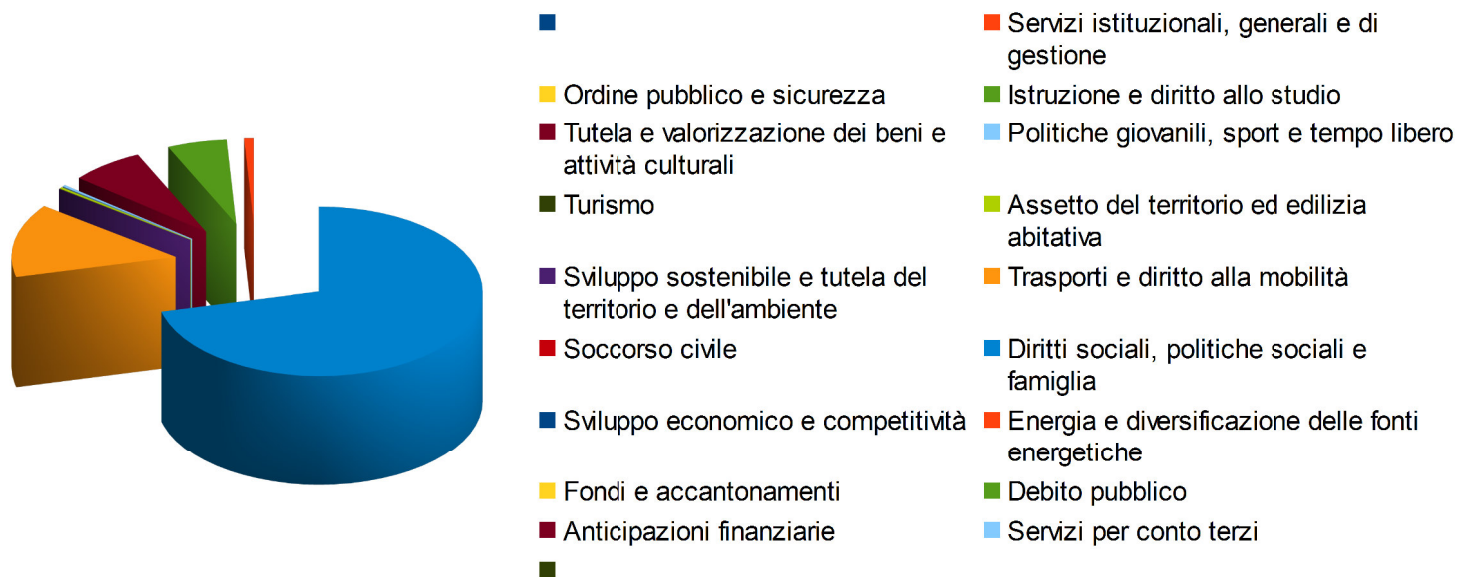 Servizi istituzionali, generali e di
gestione
Ordine pubblico e sicurezza
Istruzione e diritto allo studio
Tutela e valorizzazione dei beni e
attività culturali
Politiche giovanili, sport e tempo libero
Turismo
Assetto del territorio ed edilizia
abitativa
Sviluppo sostenibile e tutela del
territorio e dell'ambiente
Trasporti e diritto alla mobilità
Soccorso civile
Diritti sociali, politiche sociali e
famiglia
Sviluppo economico e competitività
Energia e diversificazione delle fonti
energetiche
Fondi e accantonamenti
Debito pubblico
Anticipazioni finanziarie
Servizi per conto terzi